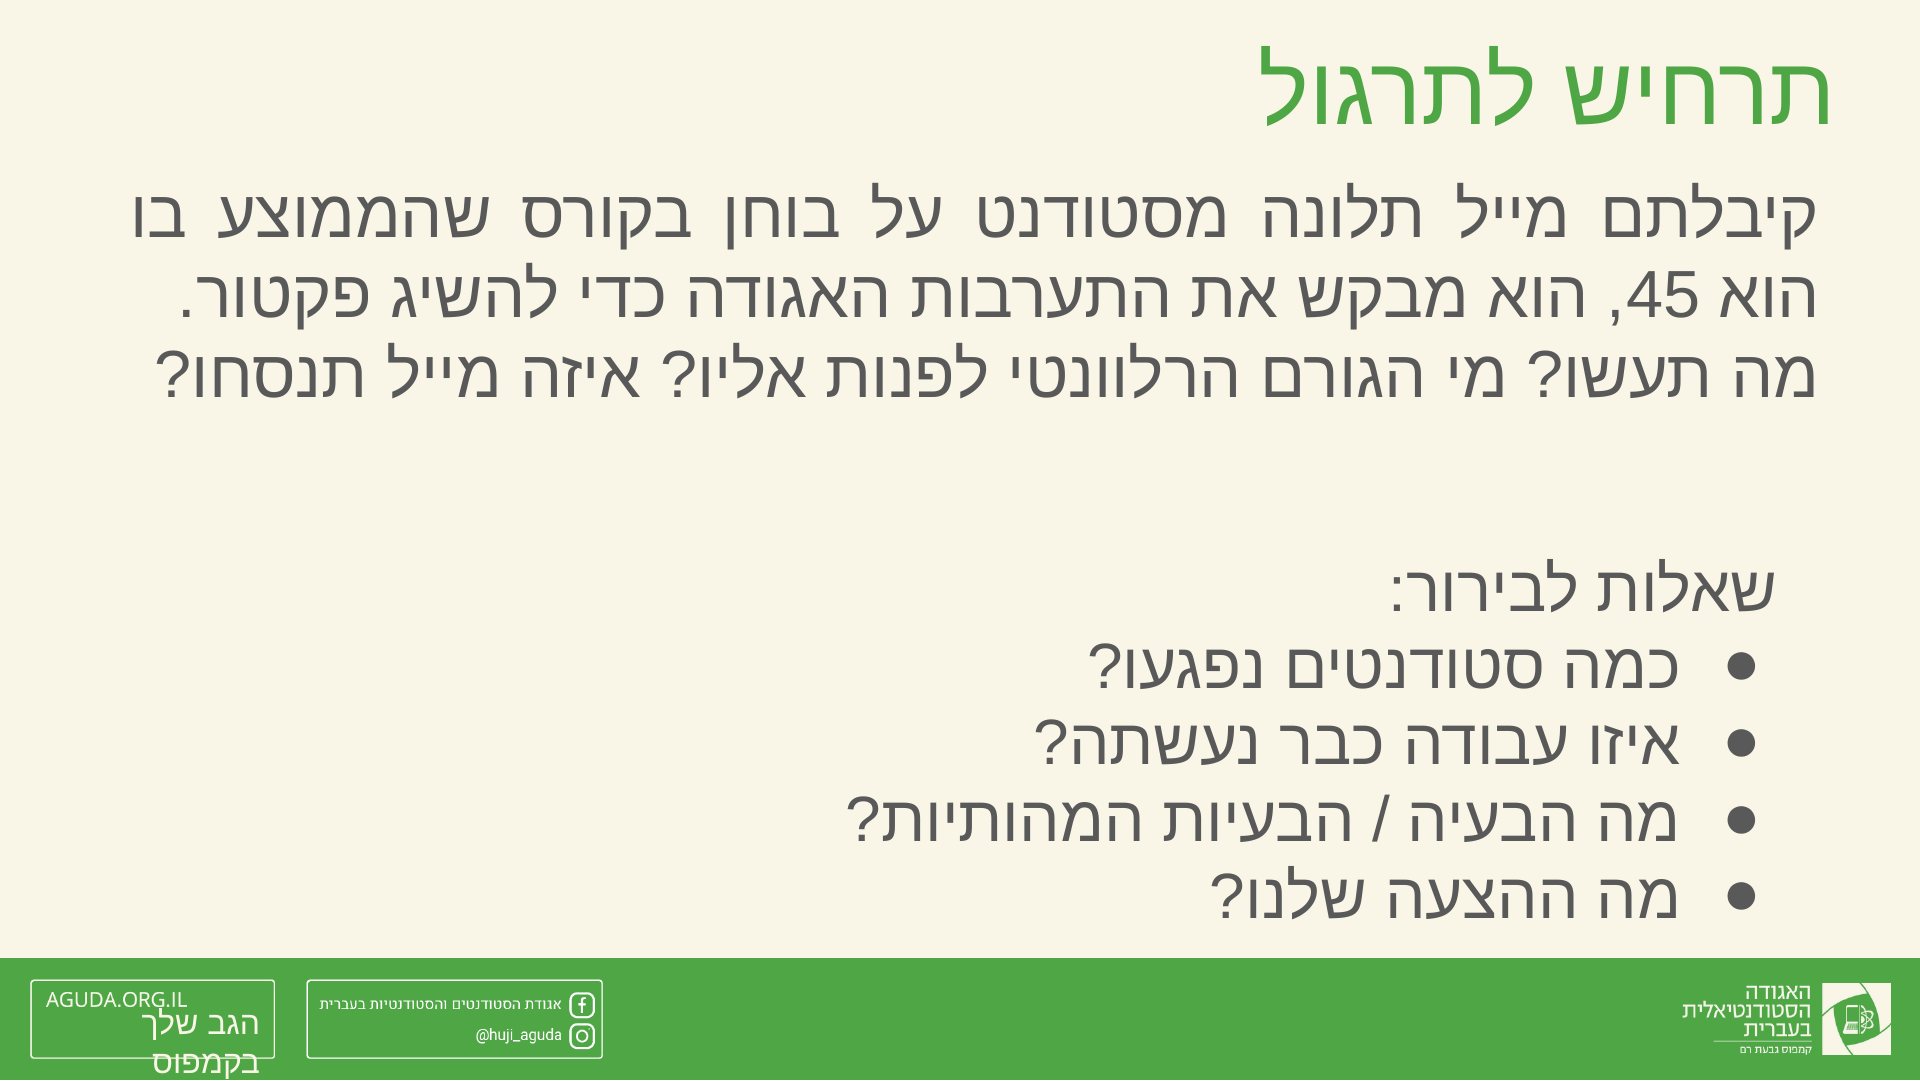 תרחיש לתרגול
קיבלתם מייל תלונה מסטודנט על בוחן בקורס שהממוצע בו
הוא 45, הוא מבקש את התערבות האגודה כדי להשיג פקטור.
מה תעשו? מי הגורם הרלוונטי לפנות אליו? איזה מייל תנסחו?
שאלות לבירור:
● כמה סטודנטים נפגעו?
● איזו עבודה כבר נעשתה?
● מה הבעיה / הבעיות המהותיות?
● מה ההצעה שלנו?
האגודה
הסטודנטיאלית
בעברית
קמפוס גבעת רם
אגודת הסטודנטים והסטודנטיות בעברית
@huji_aguda
AGUDA.ORG.IL
הגב שלך
בקמפוס